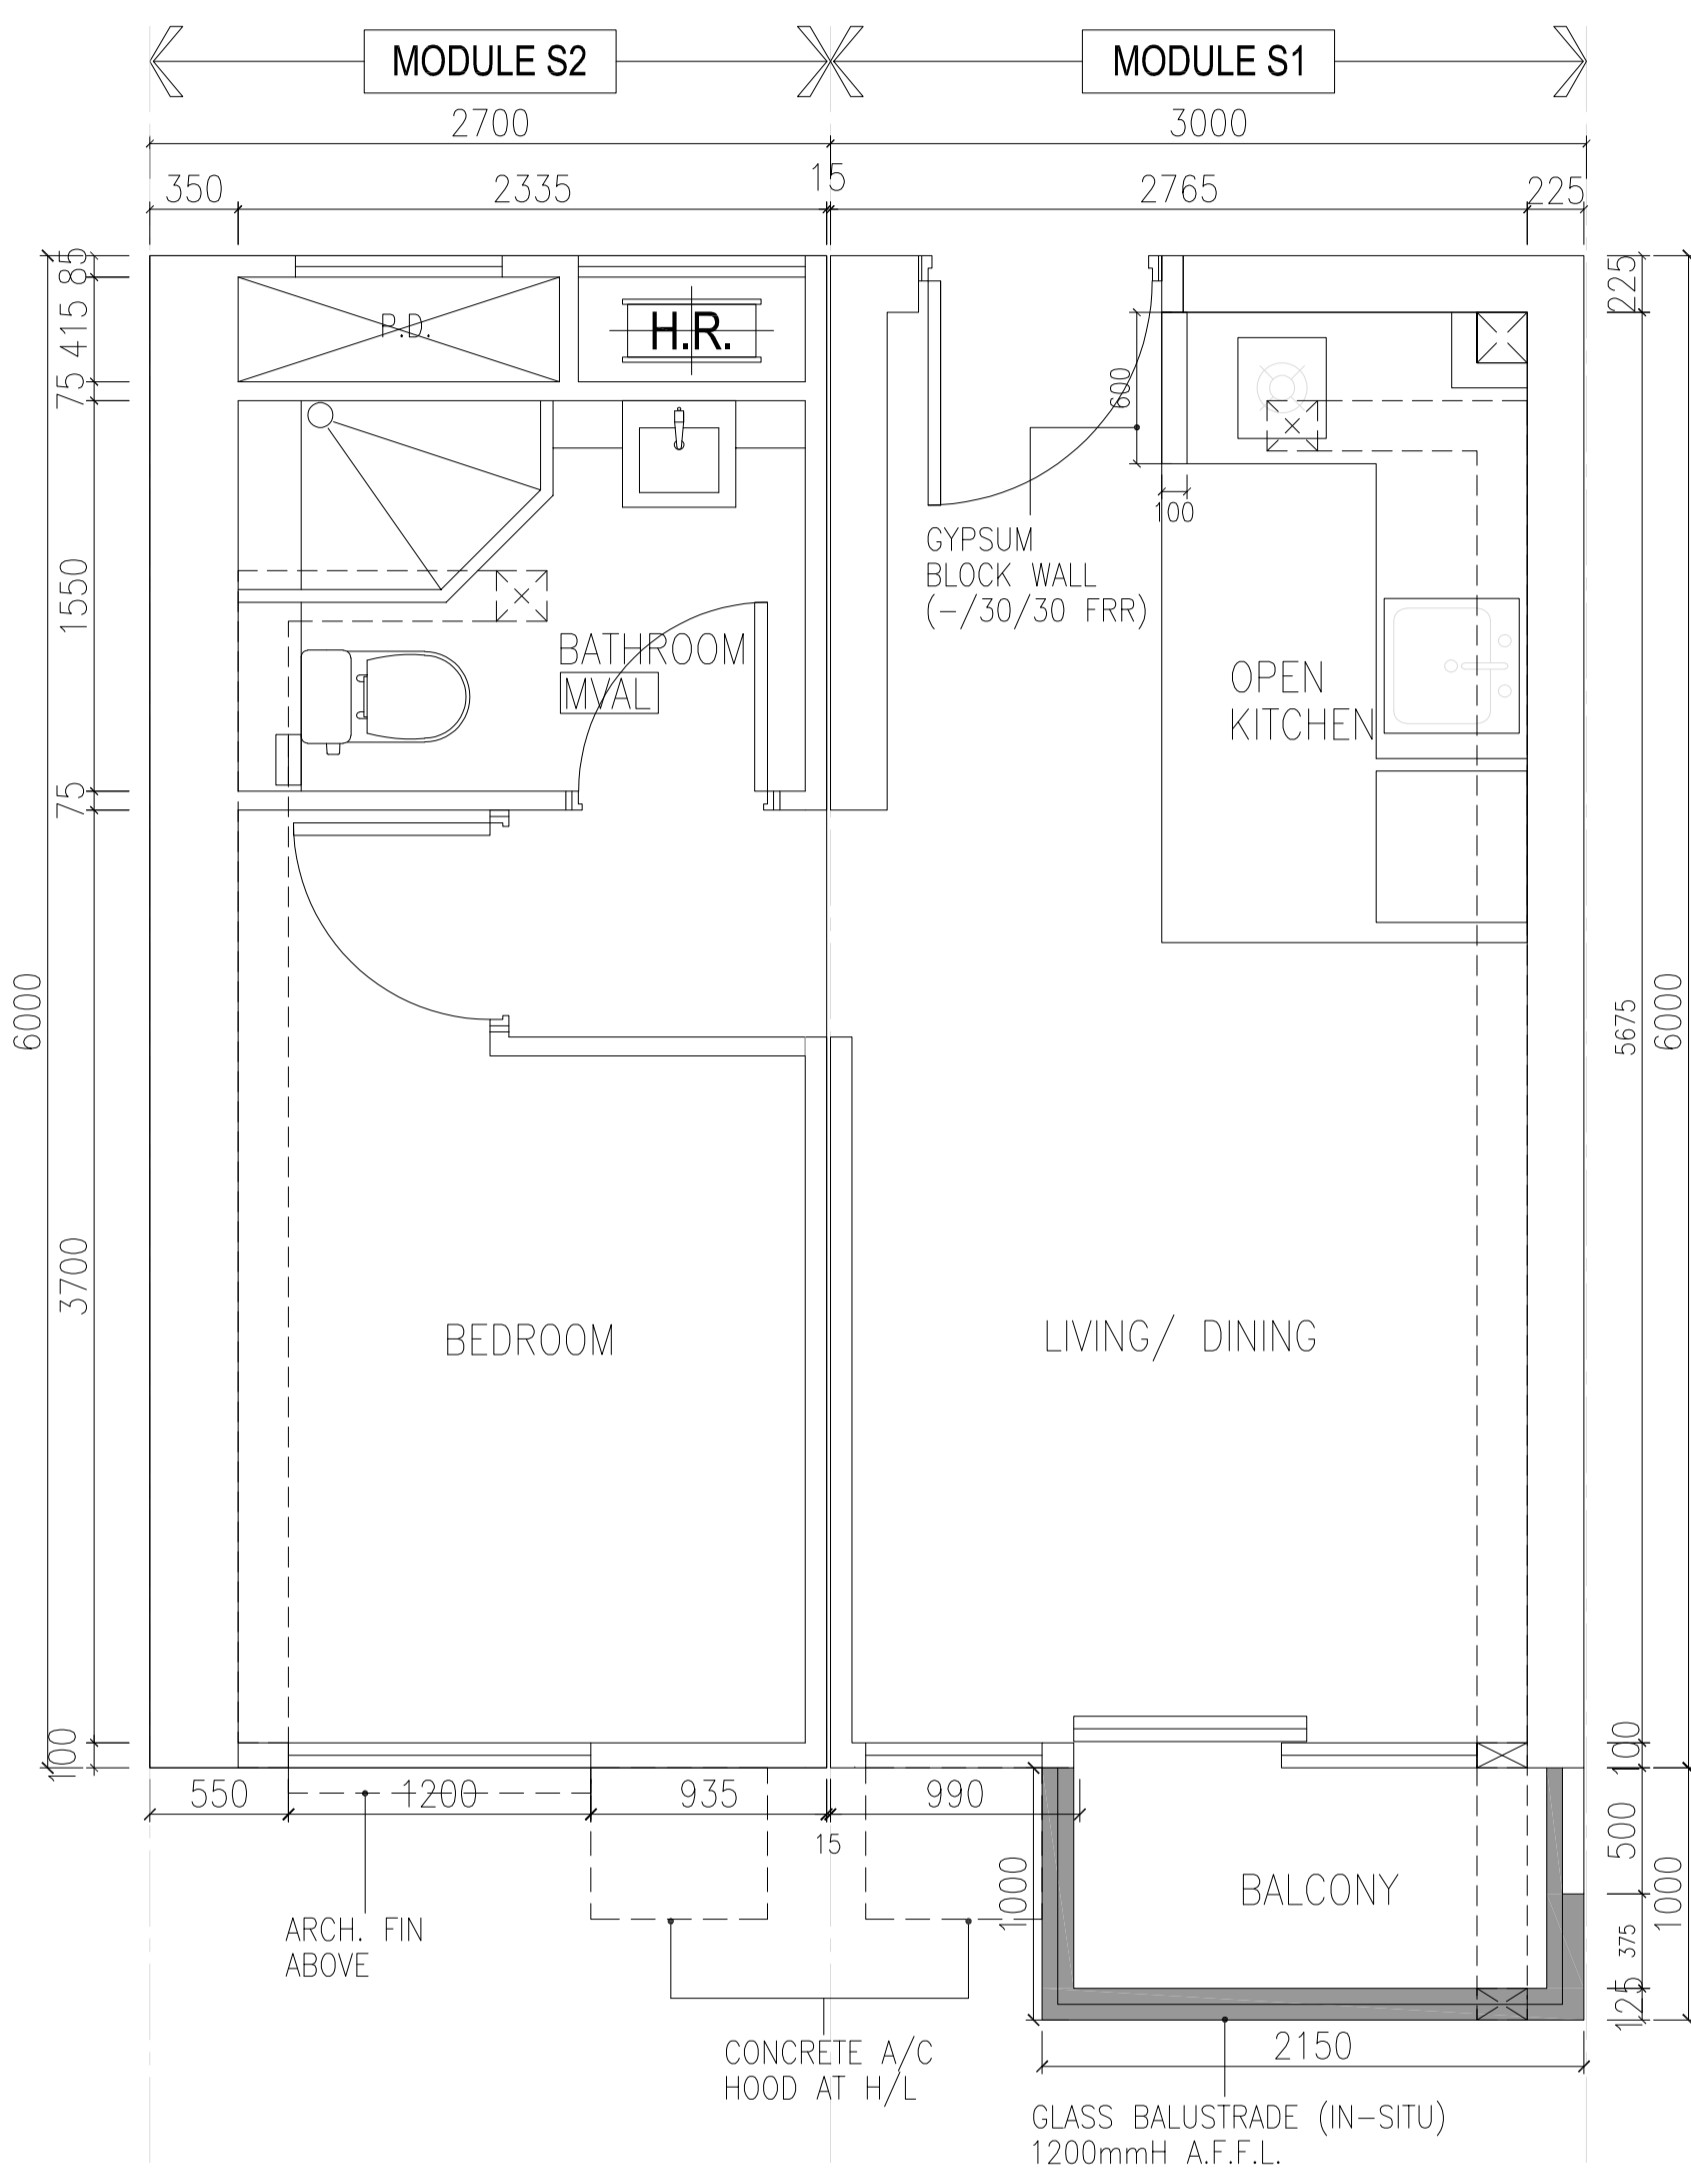 MODULE S2
MODULE S1
2700
3000
350
2335
15
2765
225
85
415
75
1550
75
3700
100
6000
P.D.
H.R.
600
100
GYPSUM
BLOCK WALL
(-/30/30 FRR)
BATHROOM
MVAL
OPEN
KITCHEN
225
5675
6000
100
500
375
125
1000
BEDROOM
LIVING/ DINING
550
1200
935
15
990
1000
BALCONY
ARCH. FIN
ABOVE
CONCRETE A/C
HOOD AT H/L
2150
GLASS BALUSTRADE (IN-SITU)
1200mmH A.F.F.L.